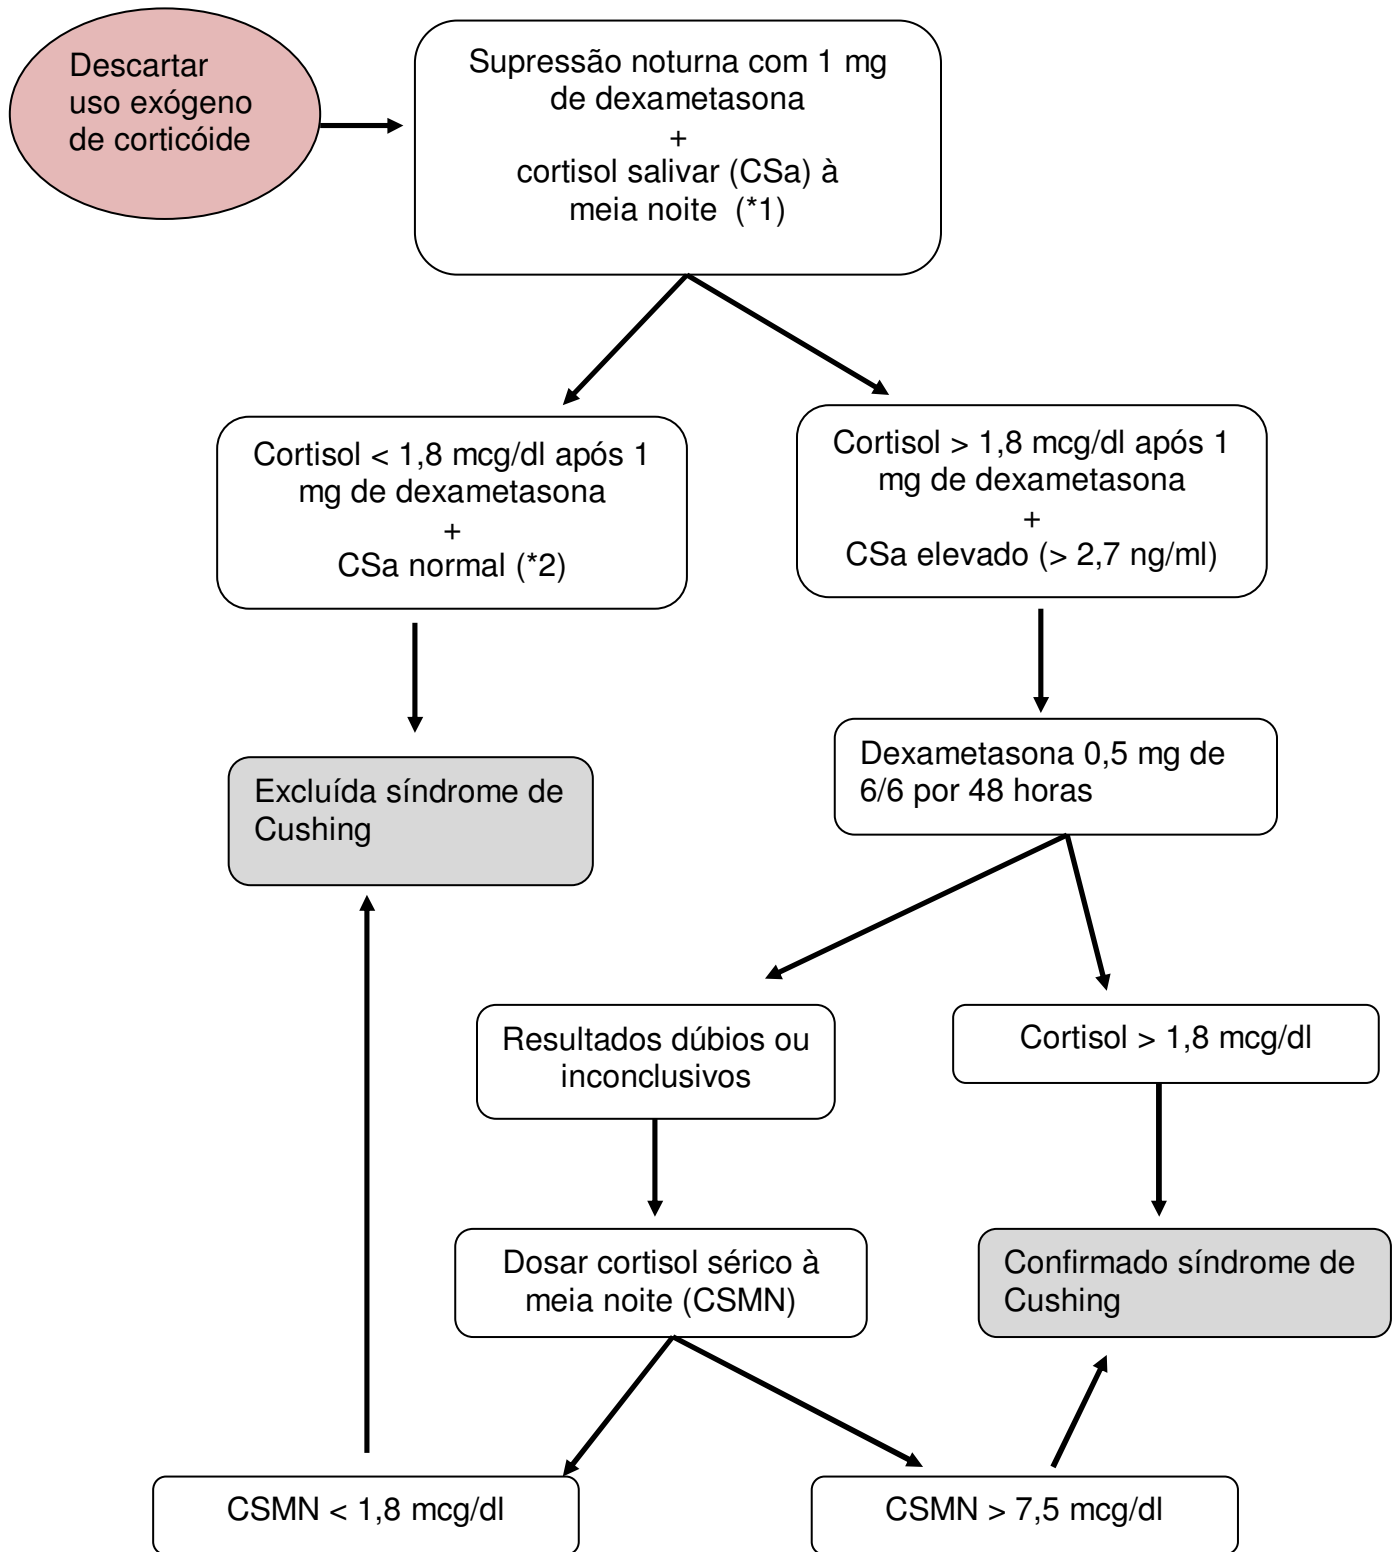 Descartar
uso exógeno
de corticóide
Supressão noturna com 1 mg
de dexametasona
+
cortisol salivar (CSa) à
meia noite (*1)
Cortisol < 1,8 mcg/dl após 1
mg de dexametasona
+
CSa normal (*2)
Cortisol > 1,8 mcg/dl após 1
mg de dexametasona
+
CSa elevado (> 2,7 ng/ml)
Dexametasona 0,5 mg de
6/6 por 48 horas
Excluída síndrome de
Cushing
Resultados dúbios ou
inconclusivos
Cortisol > 1,8 mcg/dl
Dosar cortisol sérico à
meia noite (CSMN)
Confirmado síndrome de
Cushing
CSMN < 1,8 mcg/dl
CSMN > 7,5 mcg/dl